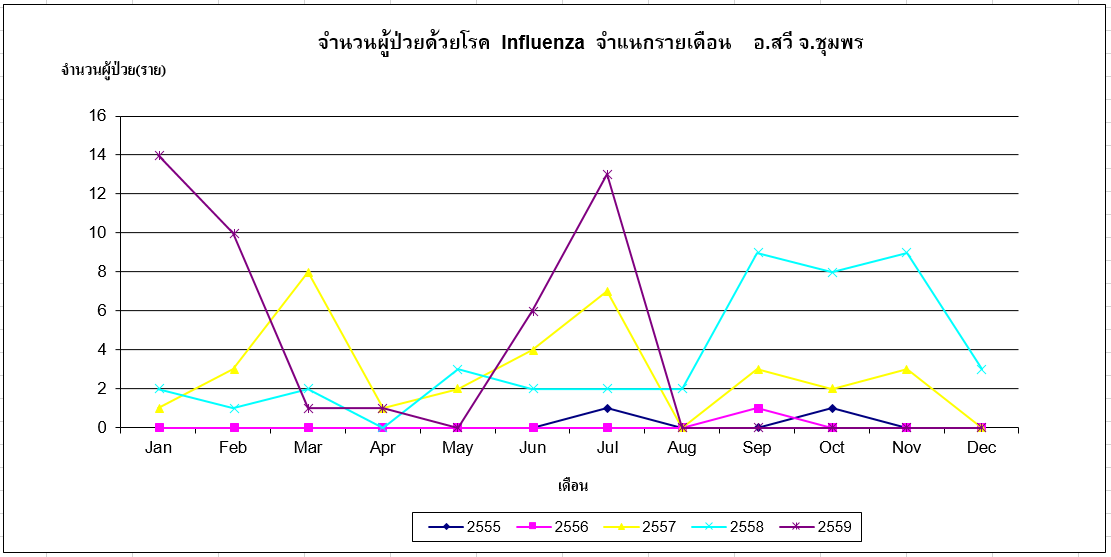 จำนวนผู้ป่วยด้วยโรค Influenza จำแนกรายเดือน อ.สวี จ.ชุมพร
จำนวนผู้ป่วย(ราย)
16
14
12
10
8
6
4
2
0
Jan Feb Mar Apr May Jun Jul Aug Sep Oct Nov Dec
เดือน
2555 2556 2557 2558 2559